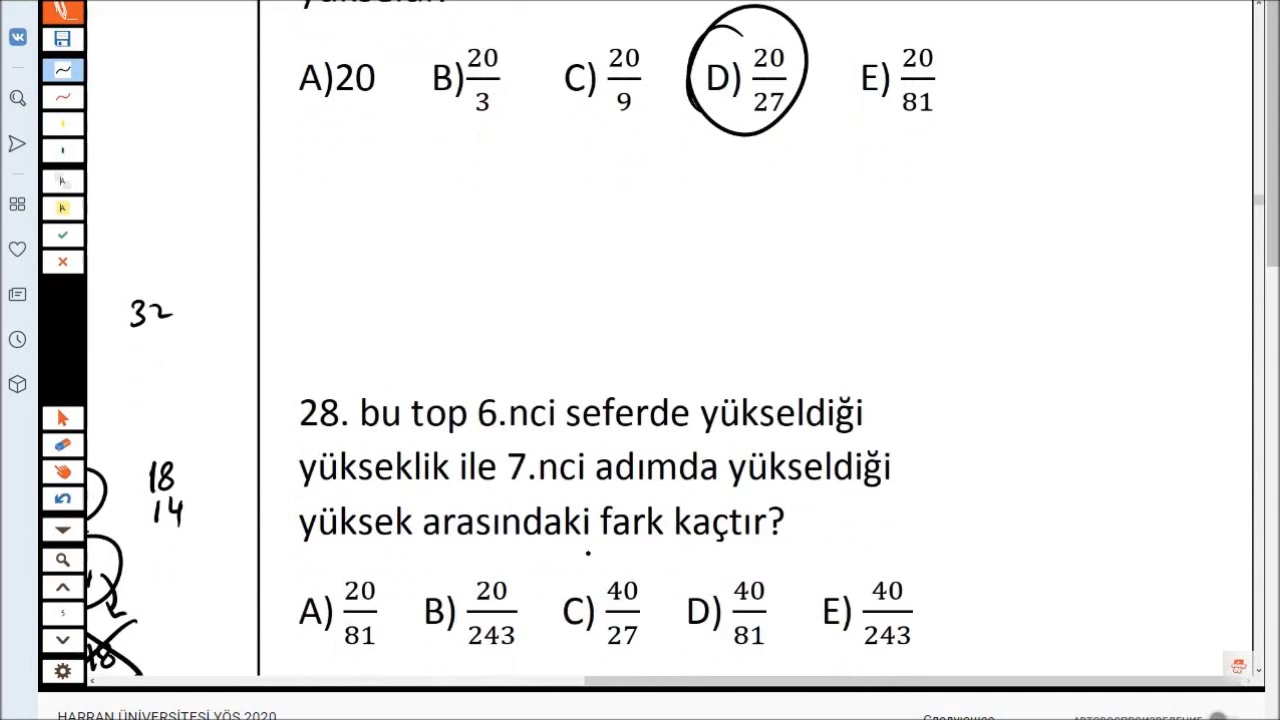 A)20 B) 20/3 C) 20/9 D) 20/27 E) 20/81
32
28. bu top 6.nci seferde yükseldiği
yükseklik ile 7.nci adımda yükseldiği
18
14
yüksek arasındaki fark kaçtır?
A) 20/81 B) 20/243 C) 40/27 D) 40/81 E) 40/243
HARRAN ÜNİVERSİTESİ YÖS 2020
Следующее
АВТОВОСПРОИЗВЕДЕНИЕ